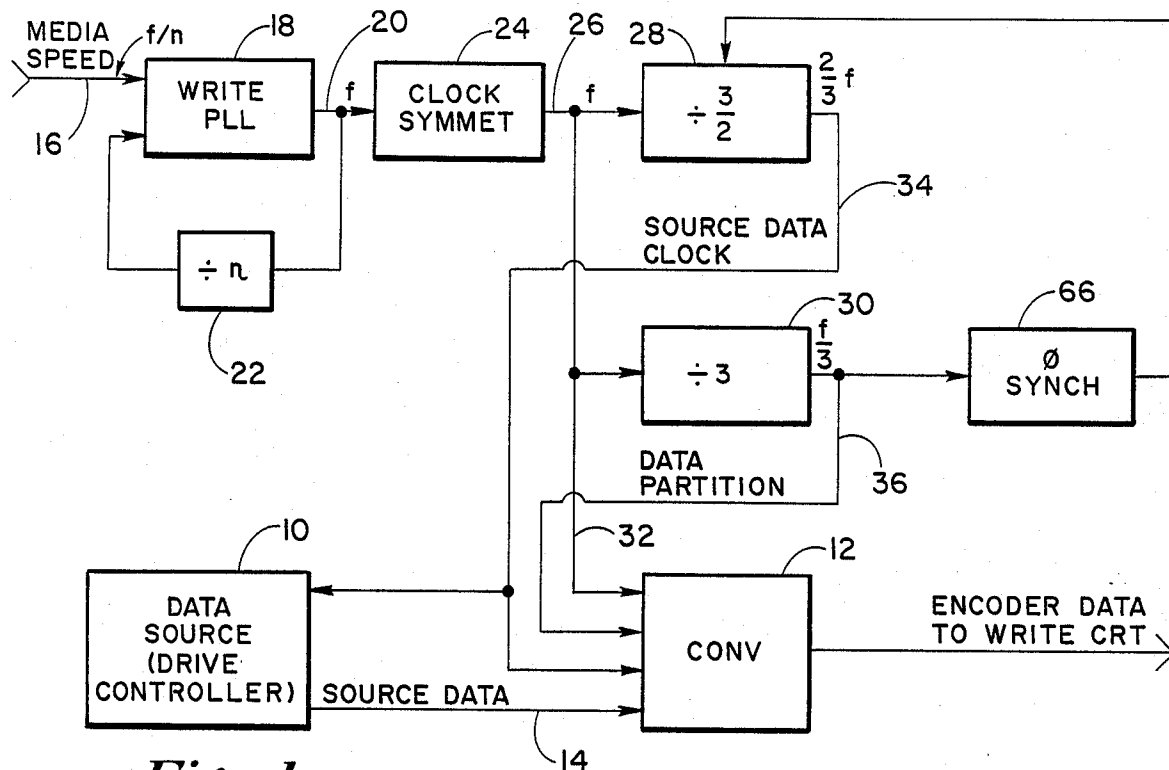 MEDIA
SPEED
f/n
16
18
WRITE
PLL
20
f
÷ n
22
24
CLOCK
SYMMET
26
f
28
÷ 3/2
2/3 f
34
SOURCE DATA
CLOCK
30
÷ 3
f/3
66
Ø
SYNCH
DATA
PARTITION
36
32
10
DATA
SOURCE
(DRIVE
CONTROLLER)
SOURCE DATA
14
12
CONV
ENCODER DATA
TO WRITE CRT